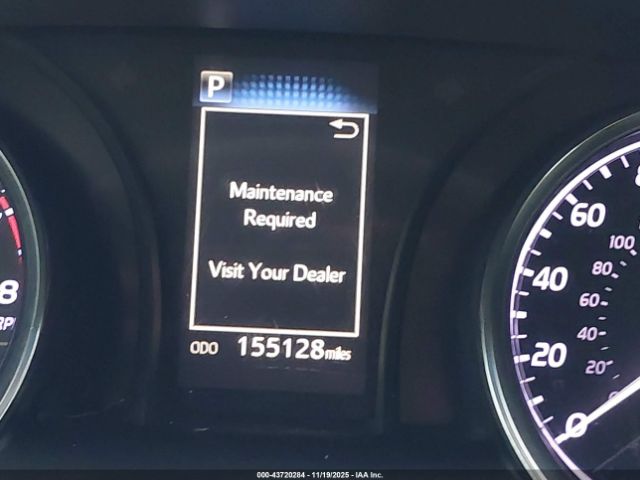 P
Maintenance
Required
Visit Your Dealer
ODO 155128 miles
8
60
100
80
40
60
40
20
20
0
000-43720284 - 11/19/2025 - IAA Inc.